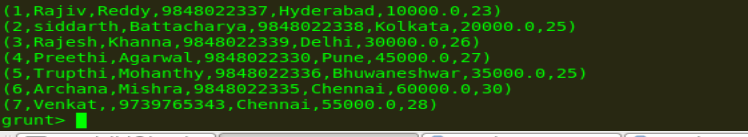 (1,Rajiv,Reddy,9848022337,Hyderabad,10000.0,23)
(2,siddarth,Battacharya,9848022338,Kolkata,20000.0,25)
(3,Rajesh,Khanna,9848022339,Delhi,30000.0,26)
(4,Preethi,Agarwal,9848022330,Pune,45000.0,27)
(5,Trupthi,Mohanthy,9848022336,Bhuwaneshwar,35000.0,25)
(6,Archana,Mishra,9848022335,Chennai,60000.0,30)
(7,Venkat,,9739765343,Chennai,55000.0,28)
grunt>